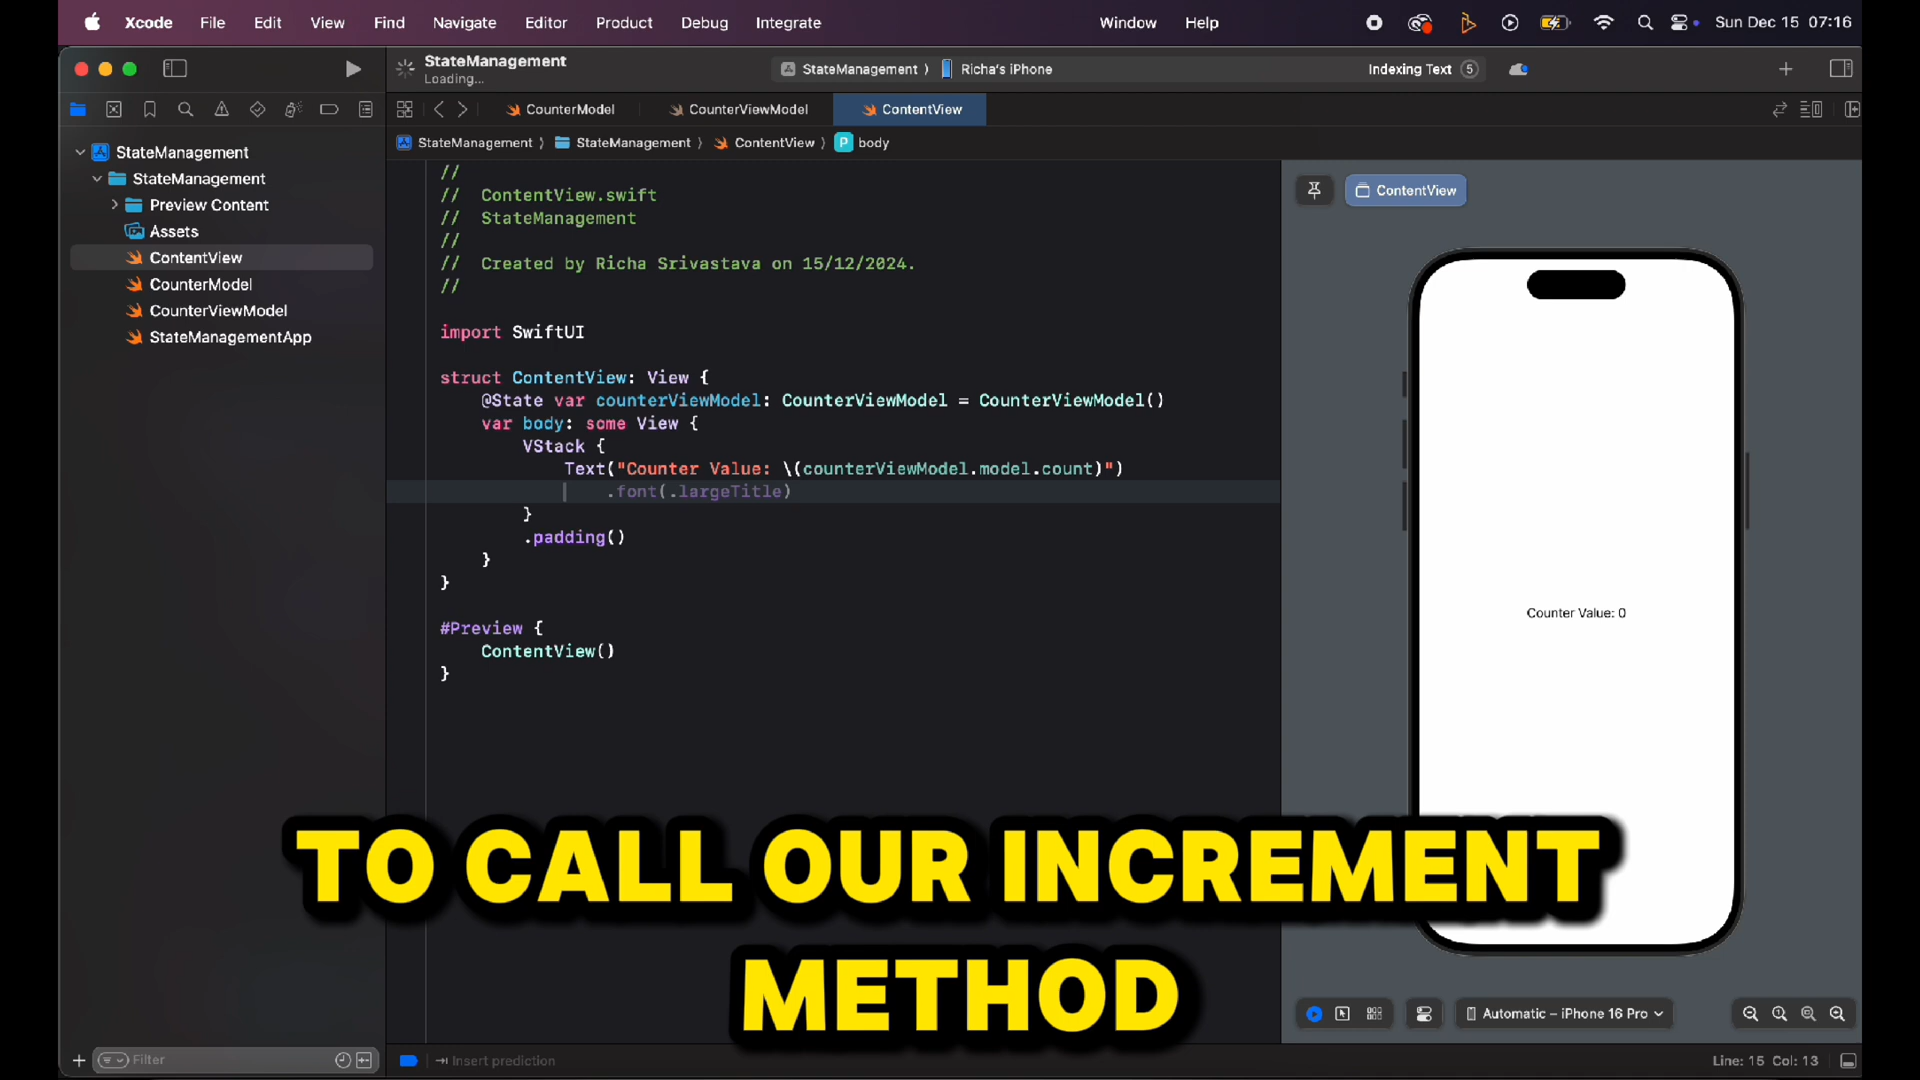 Xcode File Edit View Find Navigate Editor Product Debug Integrate Window Help Sun Dec 15 07:16
StateManagement
Loading...
StateManagement 〉 Richa's iPhone
Indexing Text 5
CounterModel CounterViewModel ContentView
StateManagement 〉 StateManagement 〉 ContentView 〉 P body
StateManagement
StateManagement
Preview Content
Assets
ContentView
CounterModel
CounterViewModel
StateManagementApp
//
// ContentView.swift
// StateManagement
//
// Created by Richa Srivastava on 15/12/2024.
//
import SwiftUI
struct ContentView: View {
@State var counterViewModel: CounterViewModel = CounterViewModel()
var body: some View {
VStack {
Text("Counter Value: \(counterViewModel.model.count)")
.font(.largeTitle)
}
.padding()
}
}
#Preview {
ContentView()
}
ContentView
Counter Value: 0
TO CALL OUR INCREMENT
METHOD
Automatic – iPhone 16 Pro
Filter
Insert prediction
Line: 15 Col: 13